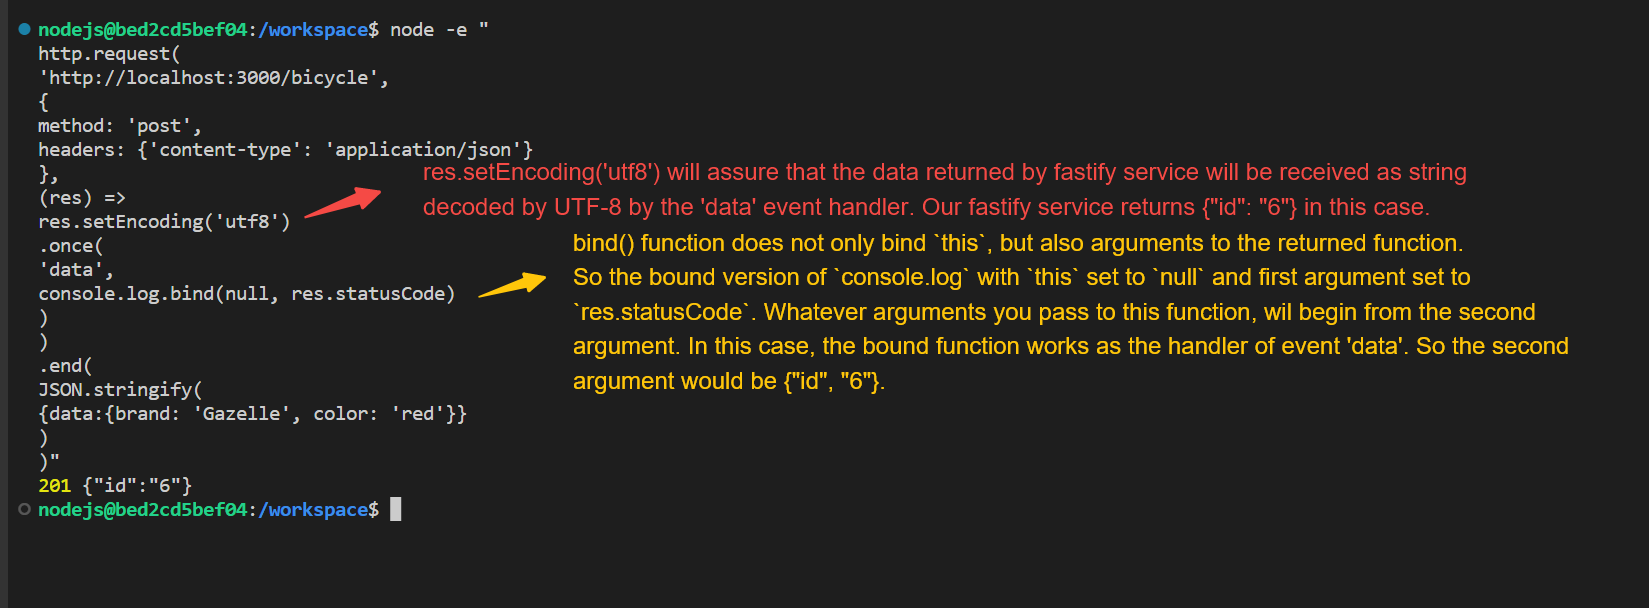 nodejs@bed2cd5bef04:/workspace$ node -e "
http.request(
'http://localhost:3000/bicycle',
{
method: 'post',
headers: {'content-type': 'application/json'}
},
(res) =>
res.setEncoding('utf8')
.once(
'data',
console.log.bind(null, res.statusCode)
)
)
.end(
JSON.stringify(
{data:{brand: 'Gazelle', color: 'red'}}
)
)"
201 {"id":"6"}
nodejs@bed2cd5bef04:/workspace$
res.setEncoding('utf8') will assure that the data returned by fastify service will be received as string
decoded by UTF-8 by the 'data' event handler. Our fastify service returns {"id": "6"} in this case.
bind() function does not only bind `this`, but also arguments to the returned function.
So the bound version of `console.log` with `this` set to `null` and first argument set to
`res.statusCode`. Whatever arguments you pass to this function, wil begin from the second
argument. In this case, the bound function works as the handler of event 'data'. So the second
argument would be {"id", "6"}.